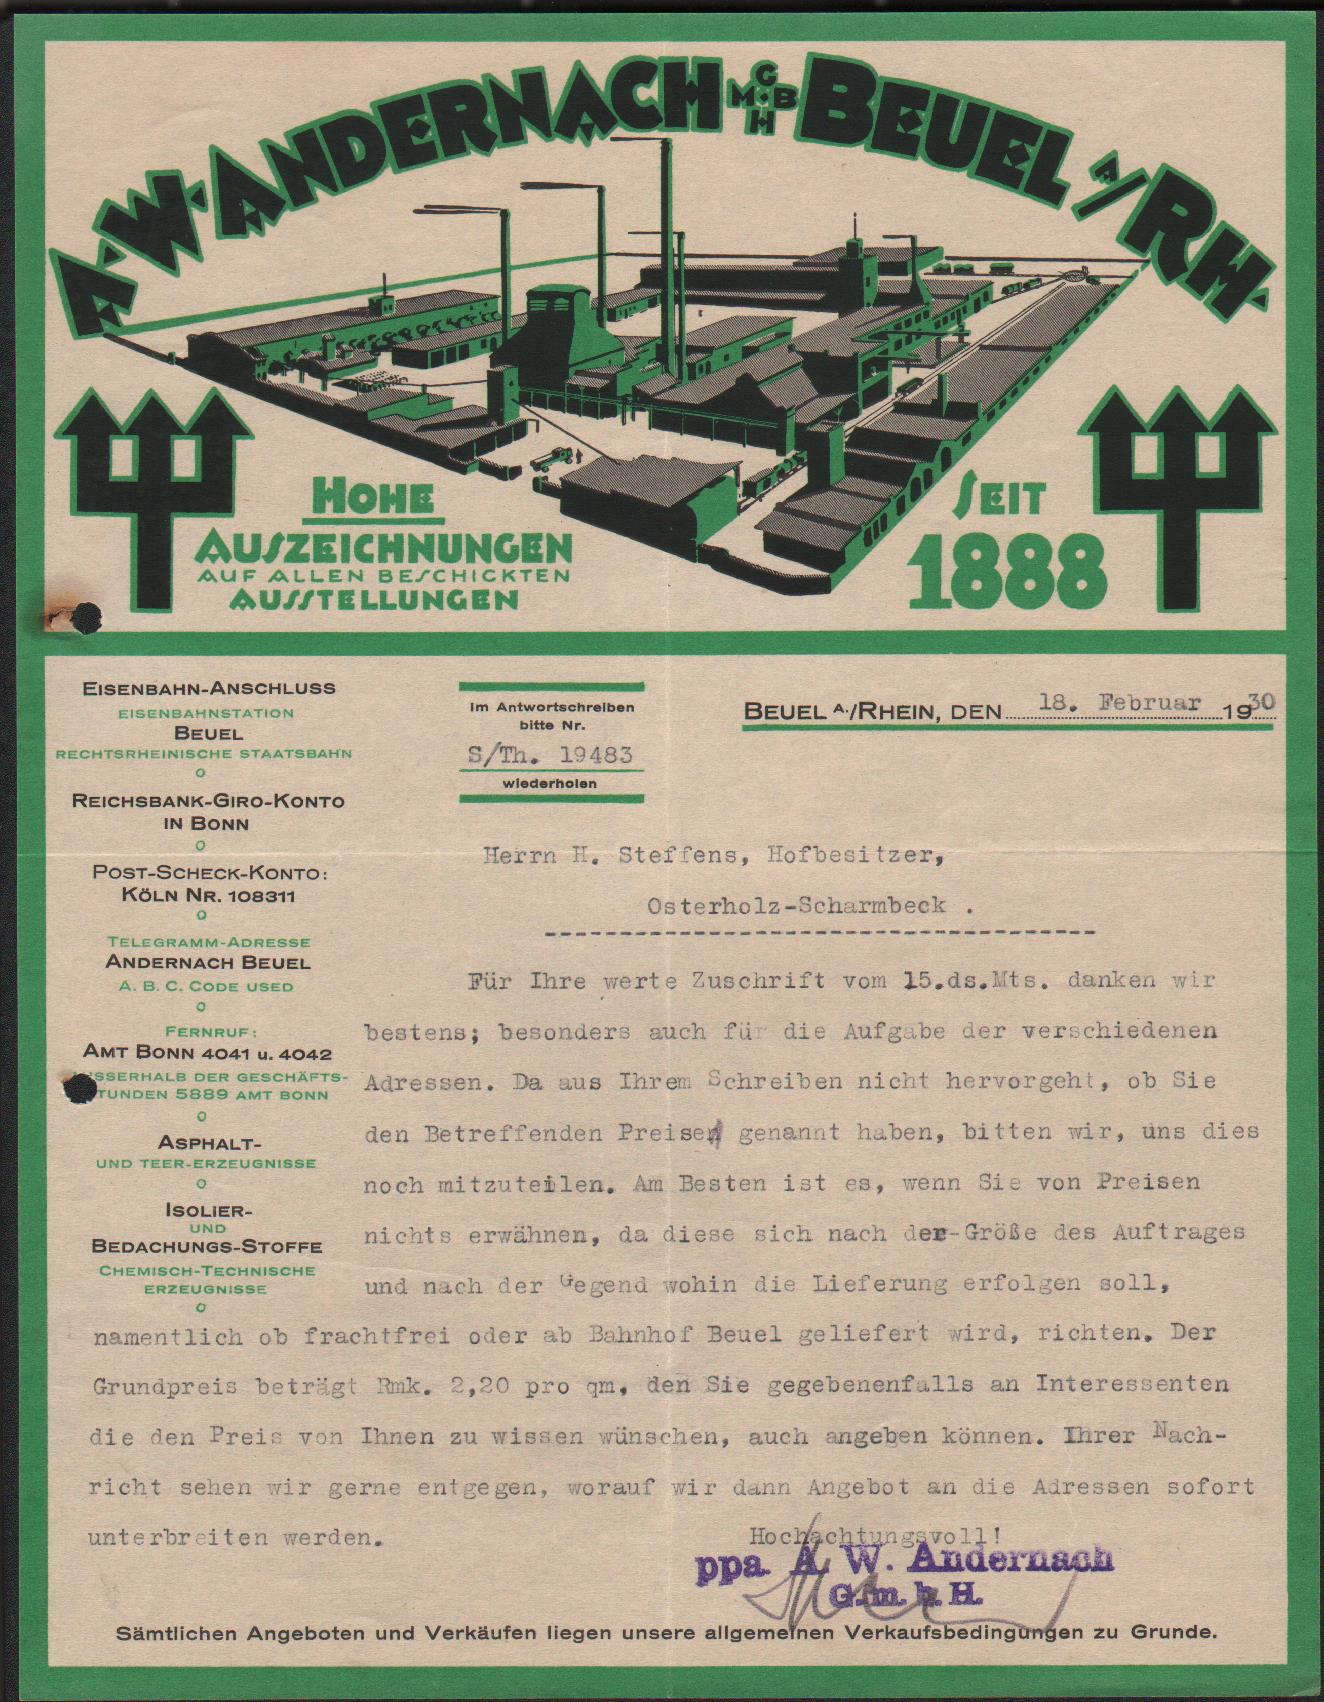 A·W·ANDERNACH G·M·B·H BEUEL A/RH·
HOHE
AUSZEICHNUNGEN
AUF ALLEN BESCHICKTEN
AUSSTELLUNGEN
SEIT
1888
EISENBAHN-ANSCHLUSS
EISENBAHNSTATION
BEUEL
RECHTSRHEINISCHE STAATSBAHN
REICHSBANK-GIRO-KONTO
IN BONN
POST-SCHECK-KONTO:
KÖLN NR. 108311
TELEGRAMM-ADRESSE
ANDERNACH BEUEL
A. B. C. CODE USED
FERNRUF:
AMT BONN 4041 u. 4042
AUSSERHALB DER GESCHÄFTS-
STUNDEN 5889 AMT BONN
ASPHALT-
UND TEER-ERZEUGNISSE
ISOLIER-
UND
BEDACHUNGS-STOFFE
CHEMISCH-TECHNISCHE
ERZEUGNISSE
Im Antwortschreiben
bitte Nr.
S/Th. 19483
wiederholen
BEUEL A./RHEIN, DEN 18. Februar 1930
Herrn H. Steffens, Hofbesitzer,
Osterholz-Scharmbeck .
Für Ihre werte Zuschrift vom 15.ds.Mts. danken wir
bestens; besonders auch für die Aufgabe der verschiedenen
Adressen. Da aus Ihrem Schreiben nicht hervorgeht, ob Sie
den Betreffenden Preise genannt haben, bitten wir, uns dies
noch mitzuteilen. Am Besten ist es, wenn Sie von Preisen
nichts erwähnen, da diese sich nach der-Größe des Auftrages
und nach der Gegend wohin die Lieferung erfolgen soll,
namentlich ob frachtfrei oder ab Bahnhof Beuel geliefert wird, richten. Der
Grundpreis beträgt Rmk. 2,20 pro qm, den Sie gegebenenfalls an Interessenten
die den Preis von Ihnen zu wissen wünschen, auch angeben können. Ihrer Nach-
richt sehen wir gerne entgegen, worauf wir dann Angebot an die Adressen sofort
unterbreiten werden.
Hochachtungsvoll!
ppa. A. W. Andernach
G. m. b. H.
Sämtlichen Angeboten und Verkäufen liegen unsere allgemeinen Verkaufsbedingungen zu Grunde.